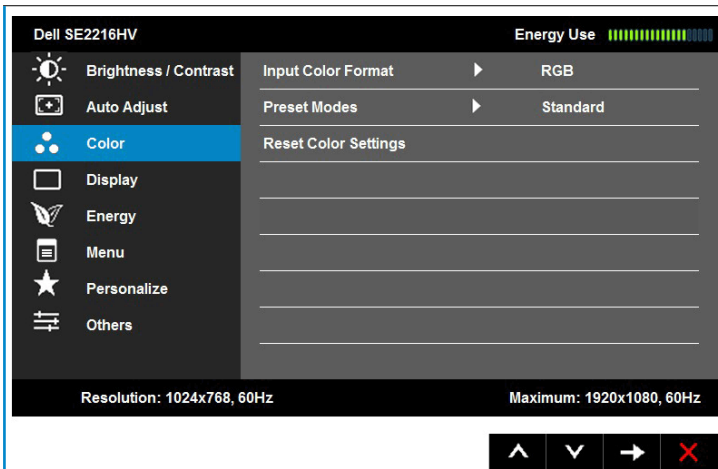 Dell SE2216HV
Energy Use
Brightness / Contrast
Input Color Format
RGB
Auto Adjust
Preset Modes
Standard
Color
Reset Color Settings
Display
Energy
Menu
Personalize
Others
Resolution: 1024x768, 60Hz
Maximum: 1920x1080, 60Hz